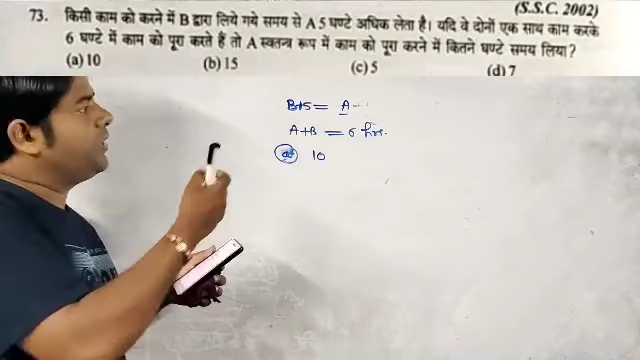 (S.S.C. 2002)
73. किसी काम को करने में B द्वारा लिये गये समय से A 5 घण्टे अधिक लेता है। यदि वे दोनों एक साथ काम करके
6 घण्टे में काम को पूरा करते हैं तो A स्वतन्त्र रूप में काम को पूरा करने में कितने घण्टे समय लिया?
(a) 10 (b) 15 (c) 5 (d) 7
B+5 = A
A+B = 6 hrs.
10